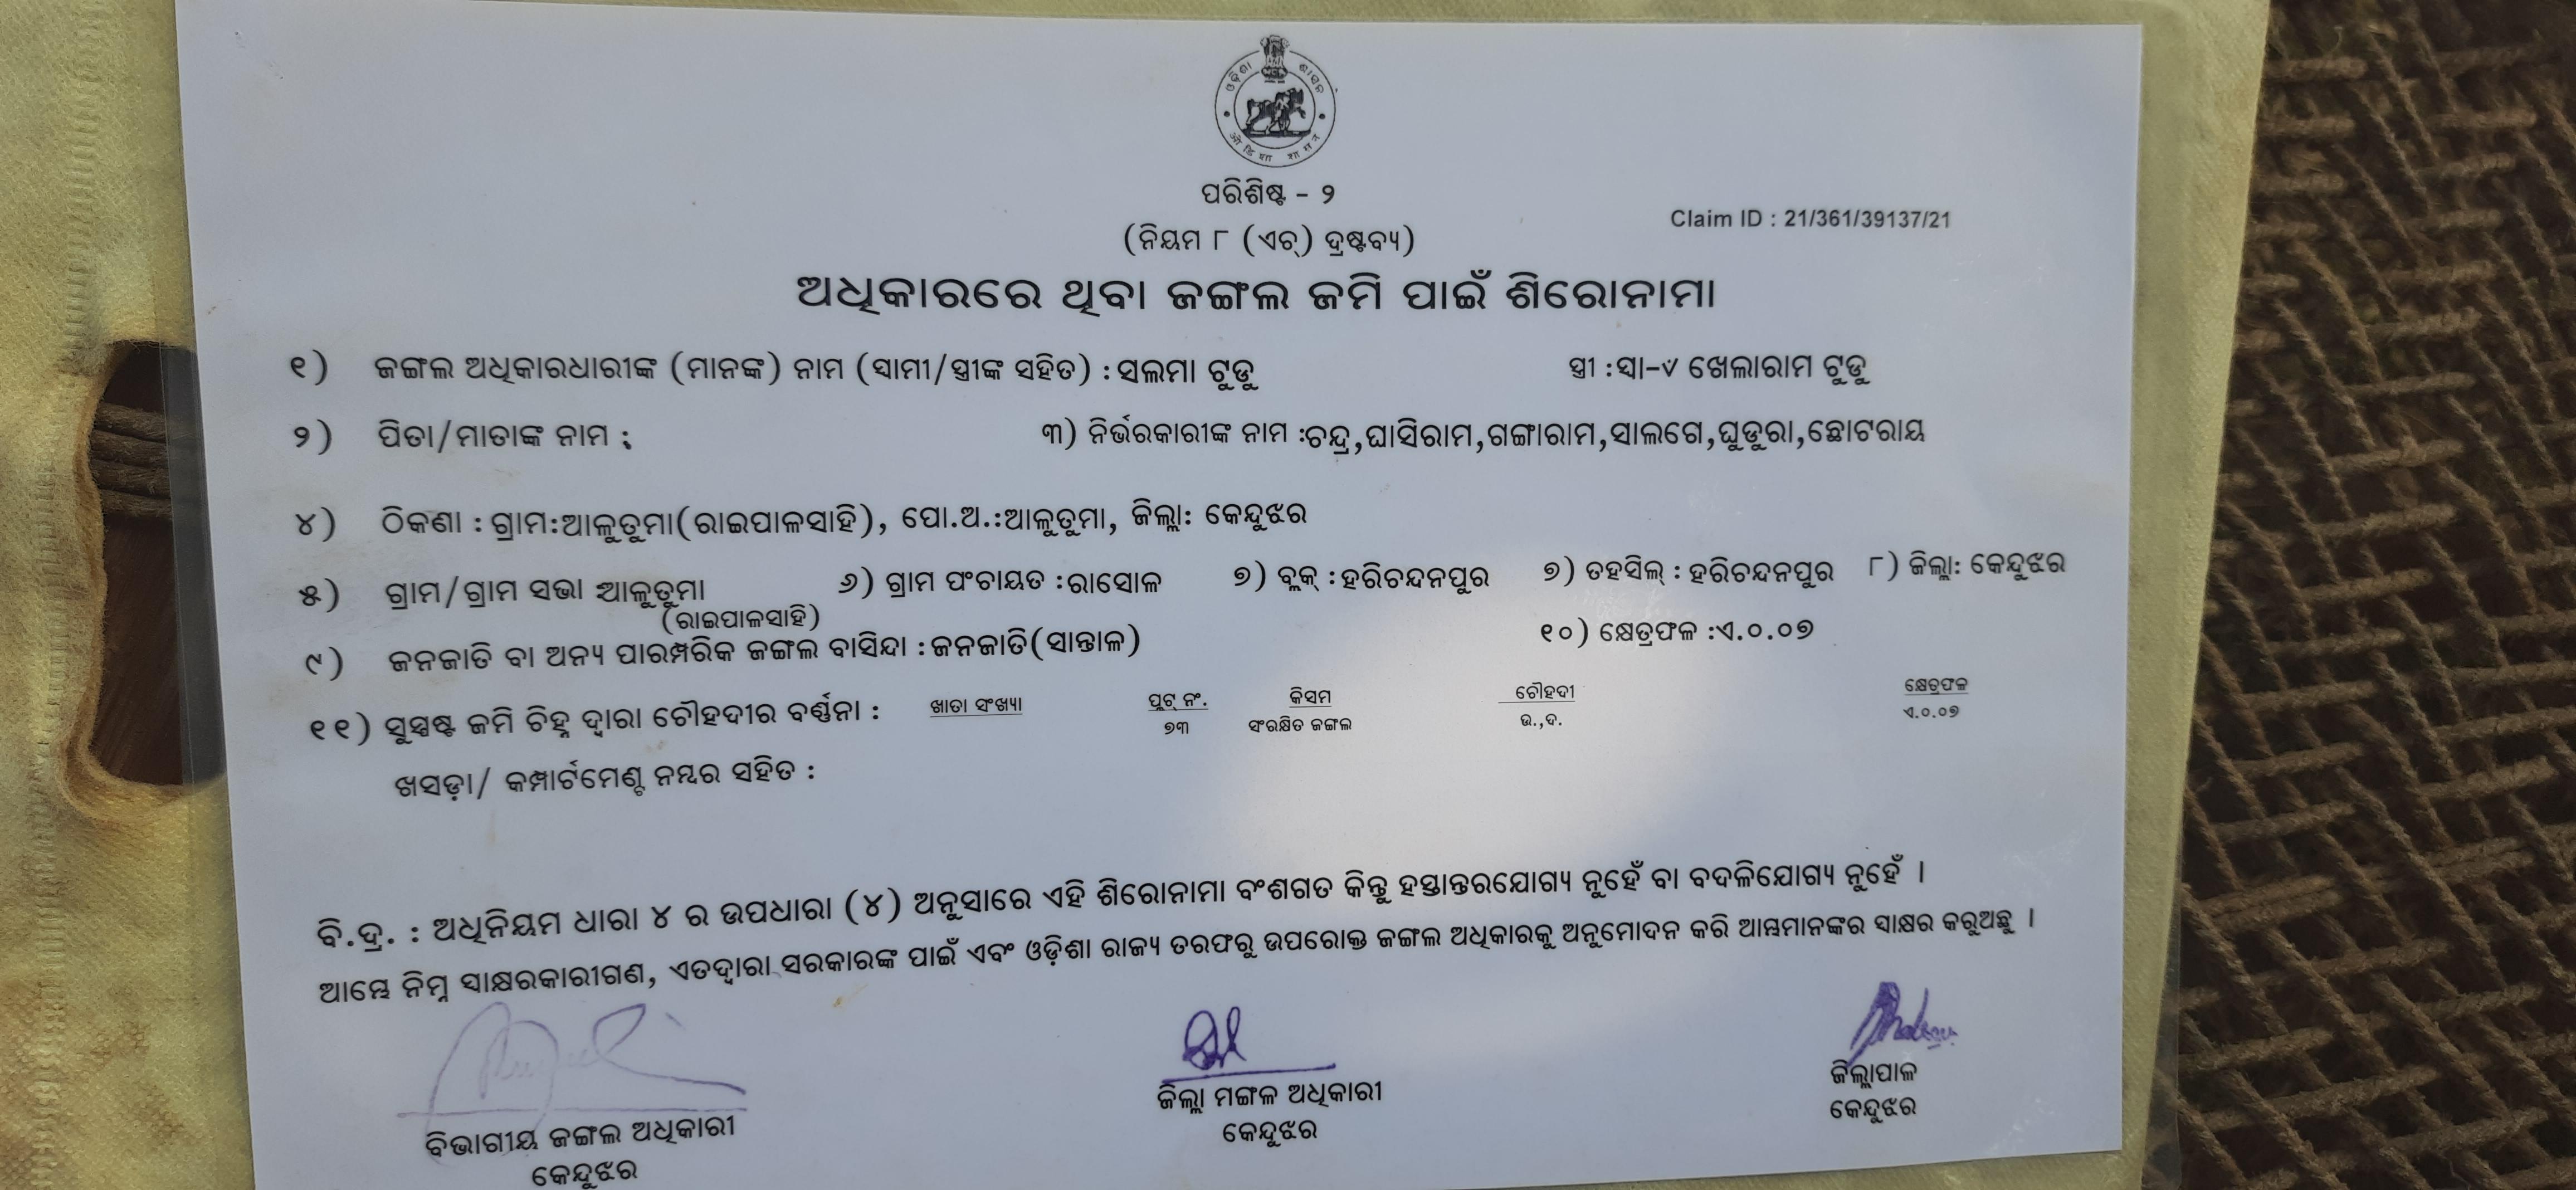 ଓଡ଼ିଶା ଶାସନ
ओडिशा शासन
ପରିଶିଷ୍ଟ - ୨
Claim ID : 21/361/39137/21
(ନିୟମ ୮ (ଏଚ୍) ଦ୍ରଷ୍ଟବ୍ୟ)
ଅଧିକାରରେ ଥିବା ଜଙ୍ଗଲ ଜମି ପାଇଁ ଶିରୋନାମା
୧) ଜଙ୍ଗଲ ଅଧିକାରଧାରୀଙ୍କ (ମାନଙ୍କ) ନାମ (ସ୍ୱାମୀ/ସ୍ତ୍ରୀଙ୍କ ସହିତ) : ସଲମା ଟୁଡୁ ସ୍ତ୍ରୀ : ସ୍ୱା-୰ ଖେଲାରାମ ଟୁଡୁ
୨) ପିତା/ମାତାଙ୍କ ନାମ : ୩) ନିର୍ଭରକାରୀଙ୍କ ନାମ :ଚନ୍ଦ୍ର,ଘାସିରାମ,ଗଙ୍ଗାରାମ,ସାଲଗେ,ଘୁଡୁରା,ଛୋଟରାୟ
୪) ଠିକଣା : ଗ୍ରାମ:ଆଳୁତୁମା(ରାଇପାଳସାହି), ପୋ.ଅ.:ଆଳୁତୁମା, ଜିଲ୍ଲା: କେନ୍ଦୁଝର
୫) ଗ୍ରାମ/ଗ୍ରାମ ସଭା :ଆଳୁତୁମା ୬) ଗ୍ରାମ ପଂଚାୟତ :ରାସୋଳ ୭) ବ୍ଲକ୍ : ହରିଚନ୍ଦନପୁର ୭) ତହସିଲ୍ : ହରିଚନ୍ଦନପୁର ୮) ଜିଲ୍ଲା: କେନ୍ଦୁଝର
(ରାଇପାଳସାହି)
୯) ଜନଜାତି ବା ଅନ୍ୟ ପାରମ୍ପରିକ ଜଙ୍ଗଲ ବାସିନ୍ଦା : ଜନଜାତି(ସାନ୍ତାଳ) ୧୦) କ୍ଷେତ୍ରଫଳ :ଏ.୦.୦୭
୧୧) ସୁସ୍ପଷ୍ଟ ଜମି ଚିହ୍ନ ଦ୍ୱାରା ଚୌହଦୀର ବର୍ଣ୍ଣନା : ଖାତା ସଂଖ୍ୟା ପ୍ଲଟ୍ ନଂ. କିସମ ଚୌହଦୀ କ୍ଷେତ୍ରଫଳ
୭୩ ସଂରକ୍ଷିତ ଜଙ୍ଗଲ ଉ.,ଦ. ଏ.୦.୦୭
ଖସଡ଼ା/ କମ୍ପାର୍ଟମେଣ୍ଟ ନମ୍ବର ସହିତ :
ବି.ଦ୍ର. : ଅଧିନିୟମ ଧାରା ୪ ର ଉପଧାରା (୪) ଅନୁସାରେ ଏହି ଶିରୋନାମା ବଂଶଗତ କିନ୍ତୁ ହସ୍ତାନ୍ତରଯୋଗ୍ୟ ନୁହେଁ ବା ବଦଳିଯୋଗ୍ୟ ନୁହେଁ ।
ଆମ୍ଭେ ନିମ୍ନ ସ୍ୱାକ୍ଷରକାରୀଗଣ, ଏତଦ୍ୱାରା ସରକାରଙ୍କ ପାଇଁ ଏବଂ ଓଡ଼ିଶା ରାଜ୍ୟ ତରଫରୁ ଉପରୋକ୍ତ ଜଙ୍ଗଲ ଅଧିକାରକୁ ଅନୁମୋଦନ କରି ଆମ୍ଭମାନଙ୍କର ସ୍ୱାକ୍ଷର କରୁଅଛୁ ।
ବିଭାଗୀୟ ଜଙ୍ଗଲ ଅଧିକାରୀ
କେନ୍ଦୁଝର
ଜିଲ୍ଲା ମଙ୍ଗଳ ଅଧିକାରୀ
କେନ୍ଦୁଝର
ଜିଲ୍ଲାପାଳ
କେନ୍ଦୁଝର